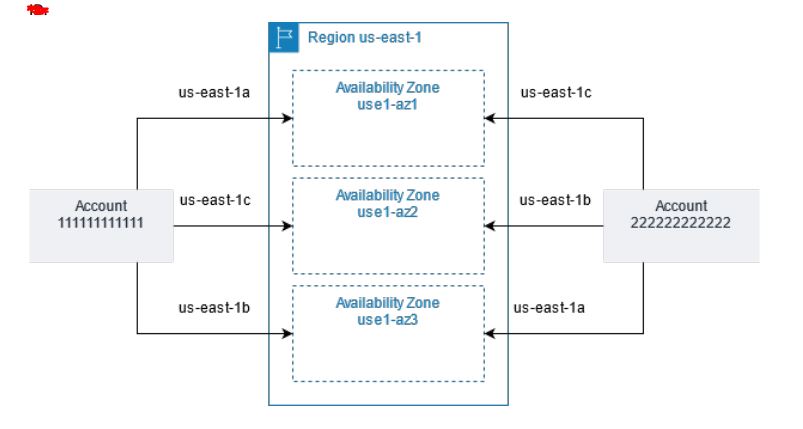 Region us-east-1
us-east-1a
Availability Zone
use1-az1
us-east-1c
Account
111111111111
us-east-1c
Availability Zone
use1-az2
us-east-1b
Account
222222222222
us-east-1b
Availability Zone
use1-az3
us-east-1a